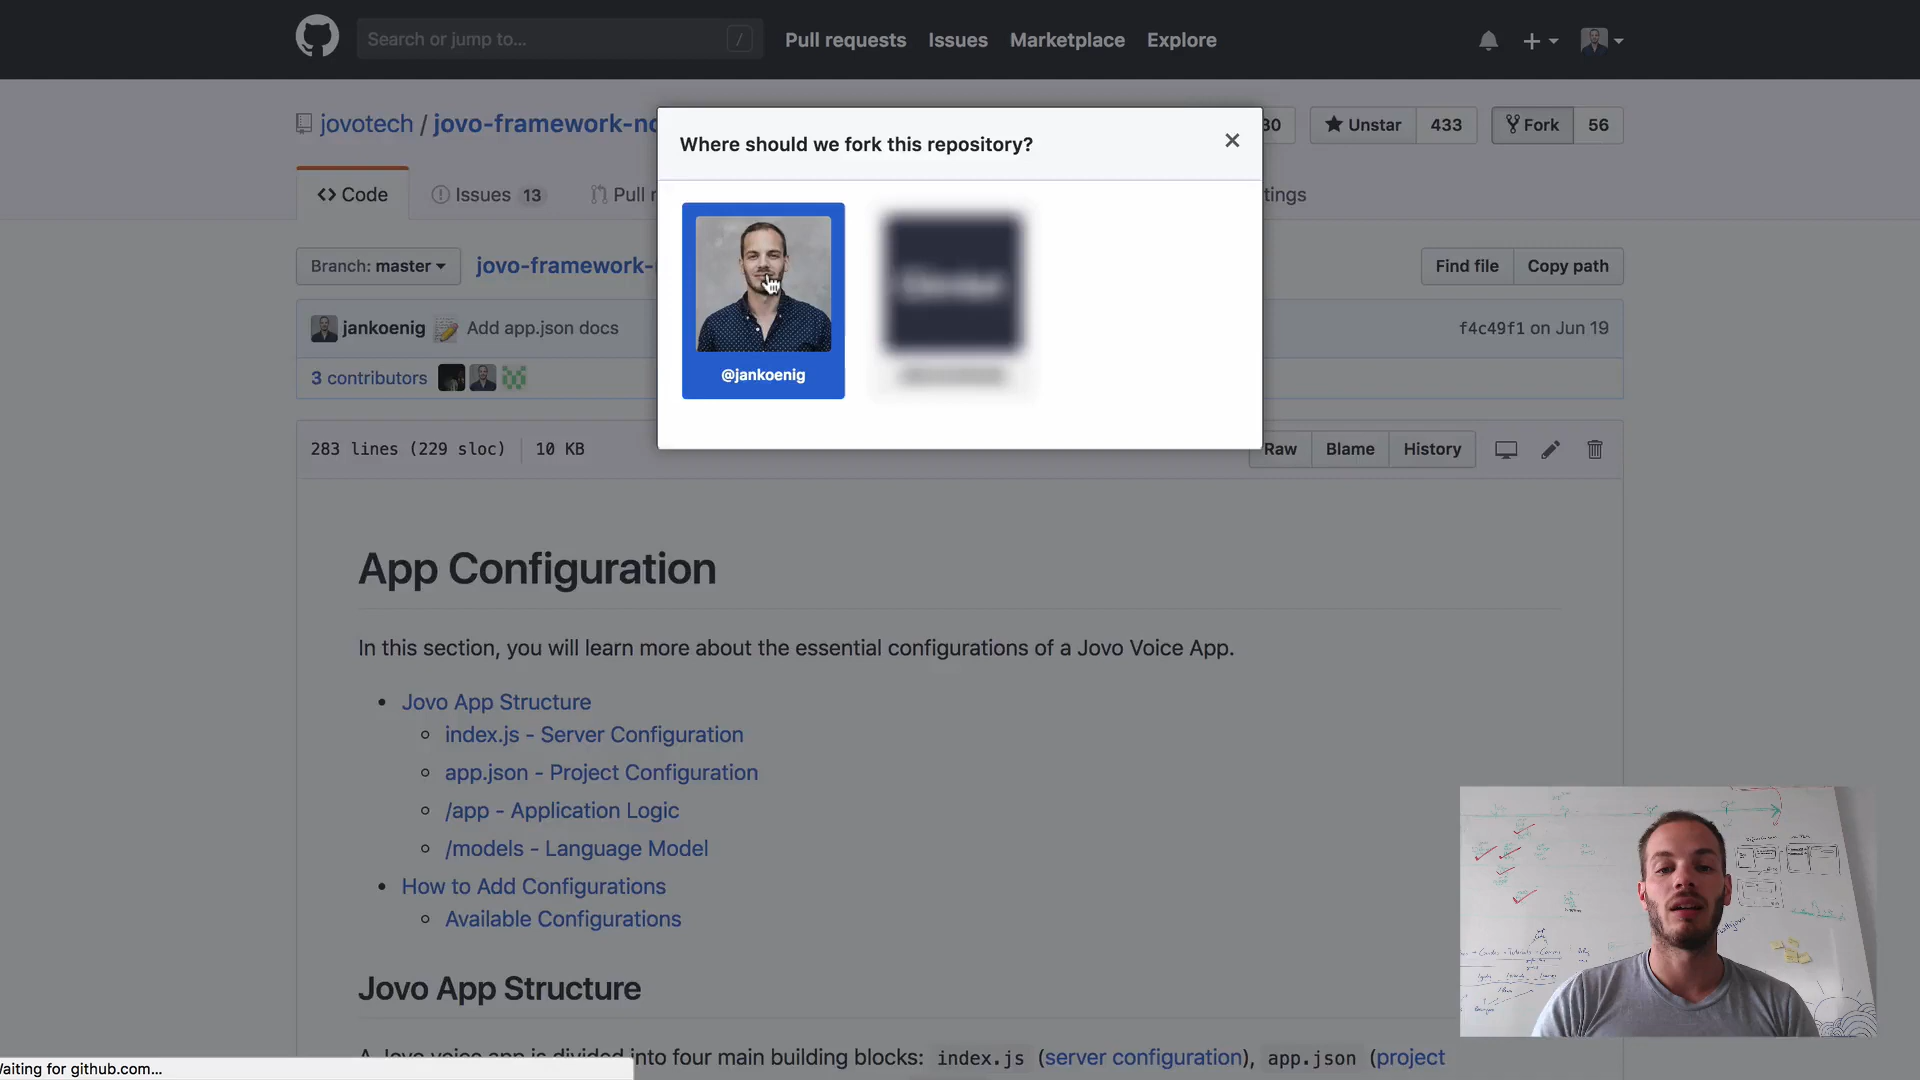 Search or jump to... /
Pull requests Issues Marketplace Explore
jovotech / jovo-framework-no
30 Unstar 433 Fork 56
Where should we fork this repository?
@jankoenig
Code Issues 13 Pull r tings
Branch: master jovo-framework- Find file Copy path
jankoenig Add app.json docs f4c49f1 on Jun 19
3 contributors
283 lines (229 sloc) 10 KB Raw Blame History
App Configuration
In this section, you will learn more about the essential configurations of a Jovo Voice App.
Jovo App Structure
index.js - Server Configuration
app.json - Project Configuration
/app - Application Logic
/models - Language Model
How to Add Configurations
Available Configurations
Jovo App Structure
A Jovo voice app is divided into four main building blocks: index.js (server configuration), app.json (project
aiting for github.com...